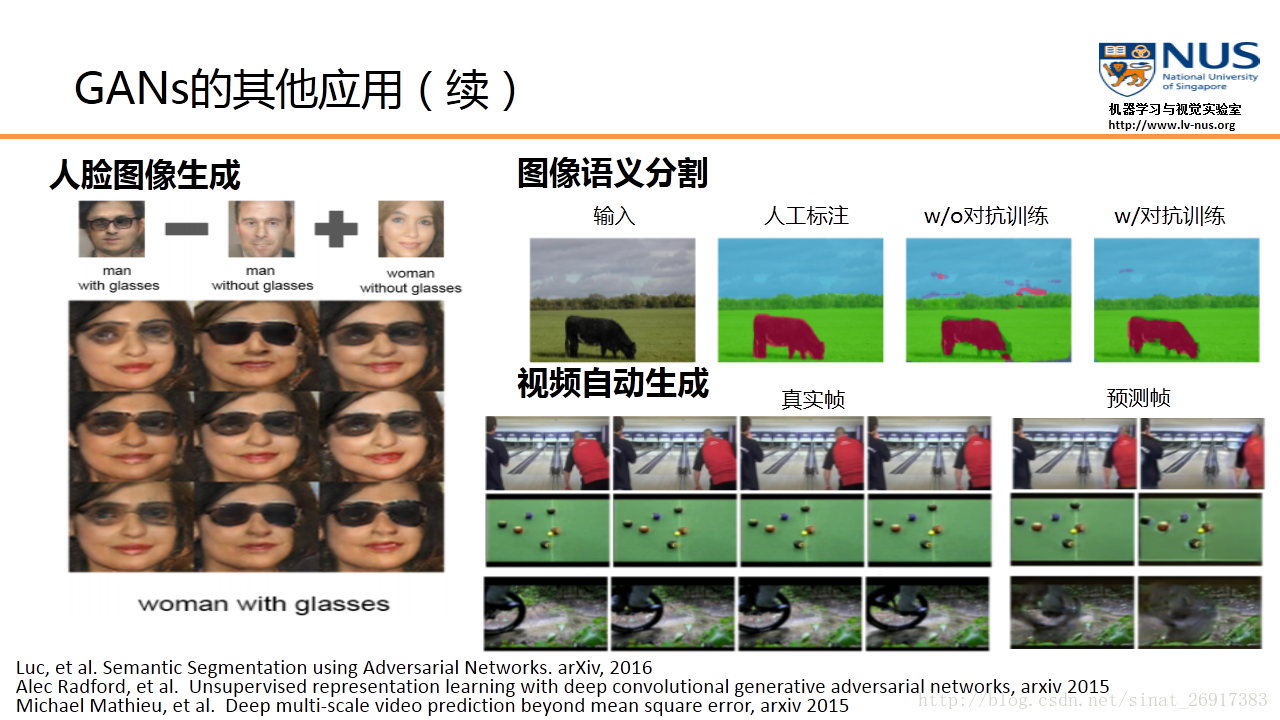 GANs的其他应用（续）
NUS
National University
of Singapore
机器学习与视觉实验室
http://www.lv-nus.org
人脸图像生成
man
with glasses
man
without glasses
woman
without glasses
woman with glasses
图像语义分割
输入
人工标注
w/o对抗训练
w/对抗训练
视频自动生成
真实帧
预测帧
Luc, et al. Semantic Segmentation using Adversarial Networks. arXiv, 2016
Alec Radford, et al. Unsupervised representation learning with deep convolutional generative adversarial networks, arxiv 2015
Michael Mathieu, et al. Deep multi-scale video prediction beyond mean square error, arxiv 2015
http://blog.csdn.net/sinat_26917383